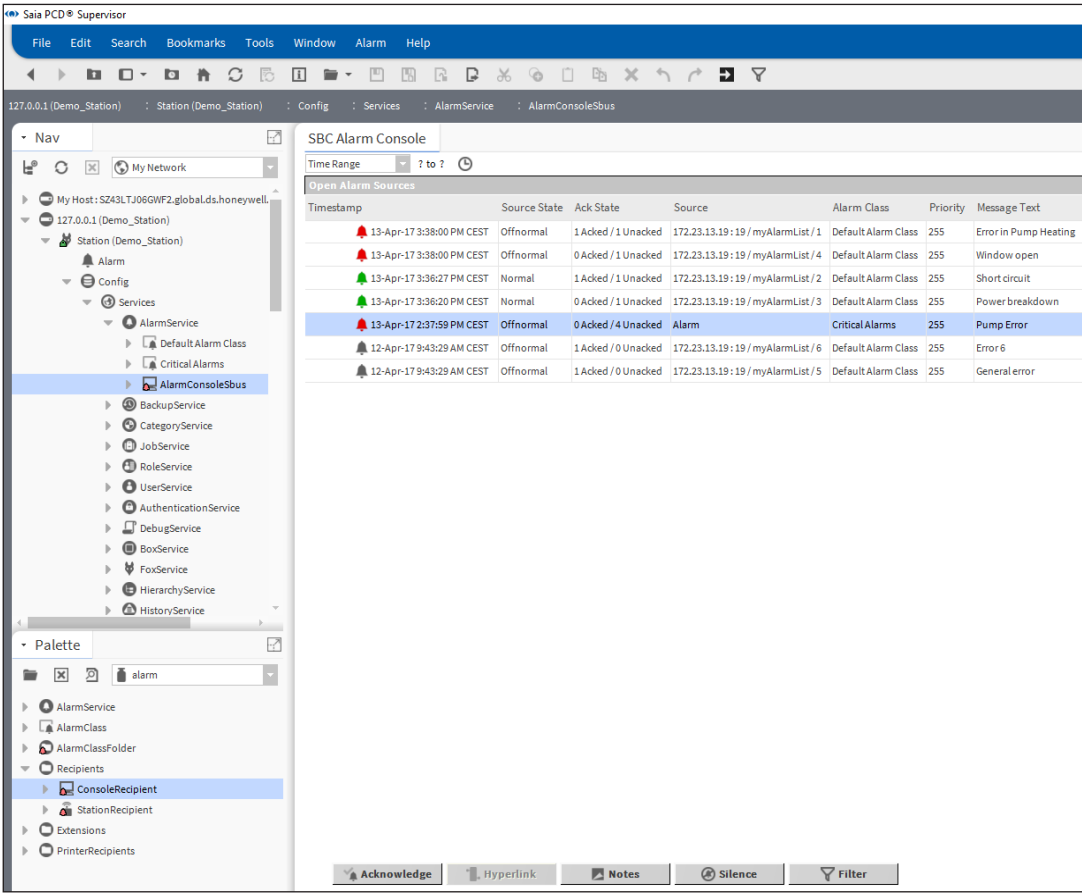 Saia PCD® Supervisor
File Edit Search Bookmarks Tools Window Alarm Help
127.0.0.1 (Demo_Station) : Station (Demo_Station) : Config : Services : AlarmService : AlarmConsoleSbus
Nav
My Network
My Host : SZ43LTJ06GWF2.global.ds.honeywell.
127.0.0.1 (Demo_Station)
Station (Demo_Station)
Alarm
Config
Services
AlarmService
Default Alarm Class
Critical Alarms
AlarmConsoleSbus
BackupService
CategoryService
JobService
RoleService
UserService
AuthenticationService
DebugService
BoxService
FoxService
HierarchyService
HistoryService
Palette
alarm
AlarmService
AlarmClass
AlarmClassFolder
Recipients
ConsoleRecipient
StationRecipient
Extensions
PrinterRecipients
SBC Alarm Console
Time Range ? to ?
Open Alarm Sources
Timestamp Source State Ack State Source Alarm Class Priority Message Text
13-Apr-17 3:38:00 PM CEST Offnormal 1 Acked / 1 Unacked 172.23.13.19 : 19 / myAlarmList / 1 Default Alarm Class 255 Error in Pump Heating
13-Apr-17 3:38:00 PM CEST Offnormal 0 Acked / 1 Unacked 172.23.13.19 : 19 / myAlarmList / 4 Default Alarm Class 255 Window open
13-Apr-17 3:36:27 PM CEST Normal 1 Acked / 1 Unacked 172.23.13.19 : 19 / myAlarmList / 2 Default Alarm Class 255 Short circuit
13-Apr-17 3:36:20 PM CEST Normal 0 Acked / 1 Unacked 172.23.13.19 : 19 / myAlarmList / 3 Default Alarm Class 255 Power breakdown
13-Apr-17 2:37:59 PM CEST Offnormal 0 Acked / 4 Unacked Alarm Critical Alarms 255 Pump Error
12-Apr-17 9:43:29 AM CEST Offnormal 1 Acked / 0 Unacked 172.23.13.19 : 19 / myAlarmList / 6 Default Alarm Class 255 Error 6
12-Apr-17 9:43:29 AM CEST Offnormal 1 Acked / 0 Unacked 172.23.13.19 : 19 / myAlarmList / 5 Default Alarm Class 255 General error
Acknowledge Hyperlink Notes Silence Filter